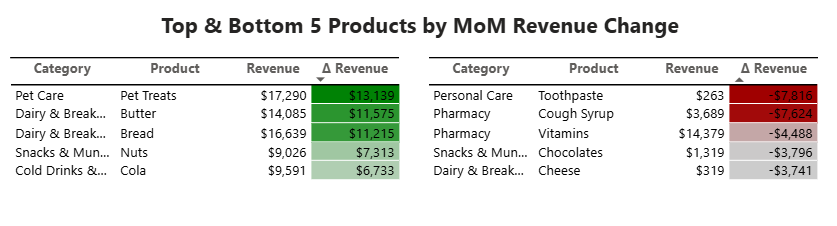 Top & Bottom 5 Products by MoM Revenue Change
Category Product Revenue Δ Revenue
Pet Care Pet Treats $17,290 $13,139
Dairy & Break... Butter $14,085 $11,575
Dairy & Break... Bread $16,639 $11,215
Snacks & Mun... Nuts $9,026 $7,313
Cold Drinks &... Cola $9,591 $6,733
Category Product Revenue Δ Revenue
Personal Care Toothpaste $263 -$7,816
Pharmacy Cough Syrup $3,689 -$7,624
Pharmacy Vitamins $14,379 -$4,488
Snacks & Mun... Chocolates $1,319 -$3,796
Dairy & Break... Cheese $319 -$3,741